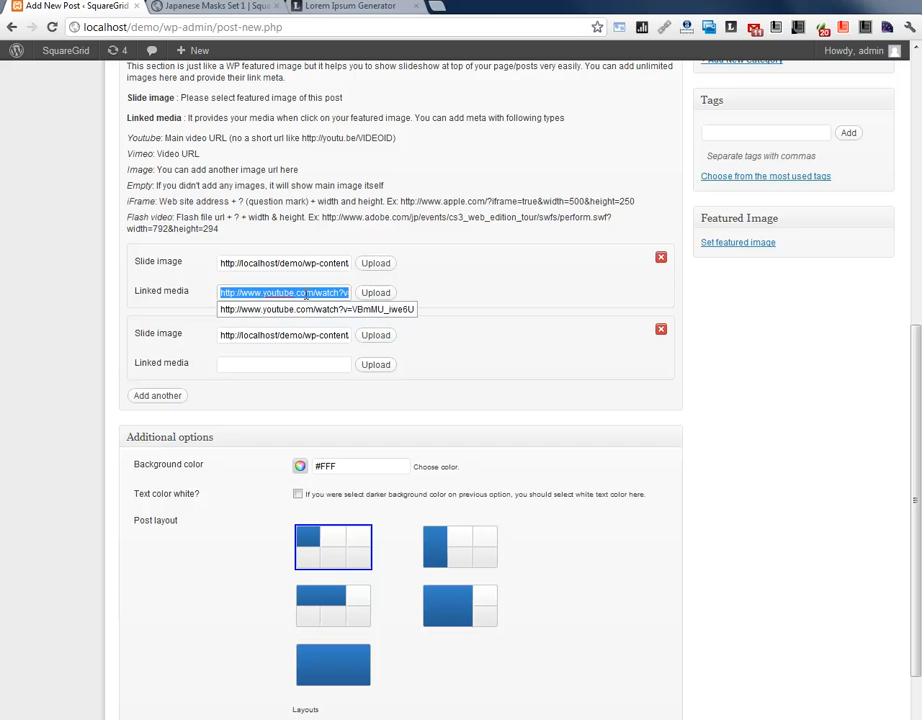 Add New Post ‹ SquareGrid
Japanese Masks Set 1 | Squa
Lorem Ipsum Generator
localhost/demo/wp-admin/post-new.php
SquareGrid
4
New
Howdy, admin
This section is just like a WP featured image but it helps you to show slideshow at top of your page/posts very easily. You can add unlimited
images here and provide their link meta.
Slide image : Please select featured image of this post
Linked media : It provides your media when click on your featured image. You can add meta with following types
Youtube: Main video URL (no a short url like http://youtu.be/VIDEOID)
Vimeo: Video URL
Image: You can add another image url here
Empty: If you didn't add any images, it will show main image itself
iFrame: Web site address + ? (question mark) + width and height. Ex: http://www.apple.com/?iframe=true&width=500&height=250
Flash video: Flash file url + ? + width & height. Ex: http://www.adobe.com/jp/events/cs3_web_edition_tour/swfs/perform.swf?
width=792&height=294
Slide image
http://localhost/demo/wp-content
Upload
Linked media
http://www.youtube.com/watch?v
Upload
http://www.youtube.com/watch?v=VBmMU_iwe6U
Slide image
http://localhost/demo/wp-content
Upload
Linked media
Upload
Add another
Additional options
Background color
#FFF
Choose color.
Text color white?
If you were select darker background color on previous option, you should select white text color here.
Post layout
Layouts
+ Add New Category
Tags
Add
Separate tags with commas
Choose from the most used tags
Featured Image
Set featured image